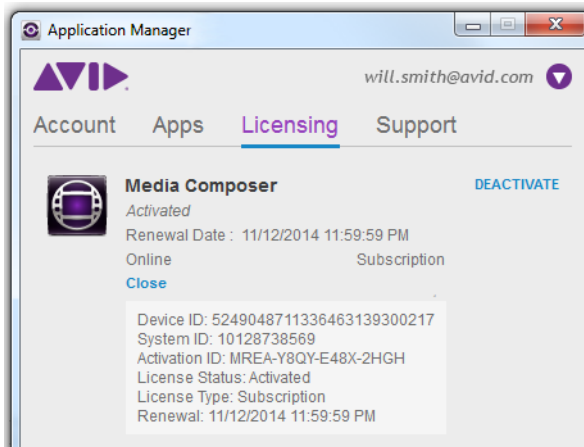 Application Manager
AVID
will.smith@avid.com
Account Apps Licensing Support
Media Composer DEACTIVATE
Activated
Renewal Date : 11/12/2014 11:59:59 PM
Online Subscription
Close
Device ID: 5249048711336463139300217
System ID: 10128738569
Activation ID: MREA-Y8QY-E48X-2HGH
License Status: Activated
License Type: Subscription
Renewal: 11/12/2014 11:59:59 PM